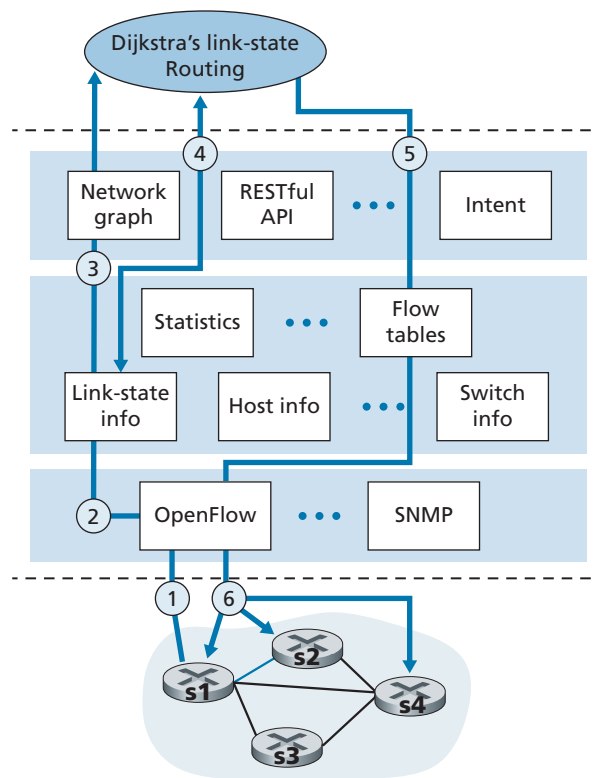 Dijkstra's link-state
Routing
4
5
Network
graph
RESTful
API
Intent
3
Statistics
Flow
tables
Link-state
info
Host info
Switch
info
2
OpenFlow
SNMP
1
6
s2
s1
s4
s3